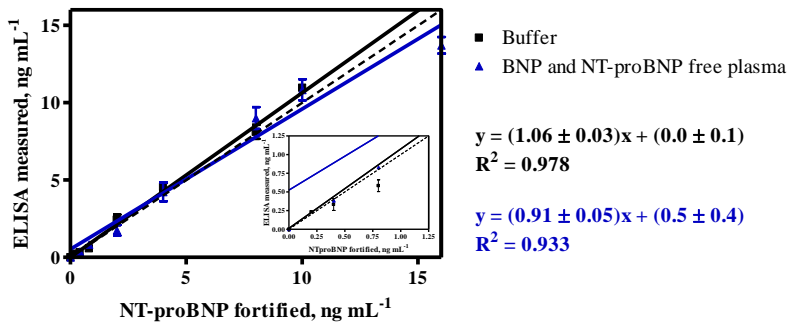 15
10
5
0
0
5
10
15
ELISA measured, ng mL⁻¹
NT-proBNP fortified, ng mL⁻¹
1.25
1.00
0.75
0.50
0.25
0.00
0.00
0.25
0.50
0.75
1.00
1.25
ELISA measured, ng mL⁻¹
NTproBNP fortified, ng mL⁻¹
Buffer
BNP and NT-proBNP free plasma
y = (1.06 ± 0.03)x + (0.0 ± 0.1)
R² = 0.978
y = (0.91 ± 0.05)x + (0.5 ± 0.4)
R² = 0.933